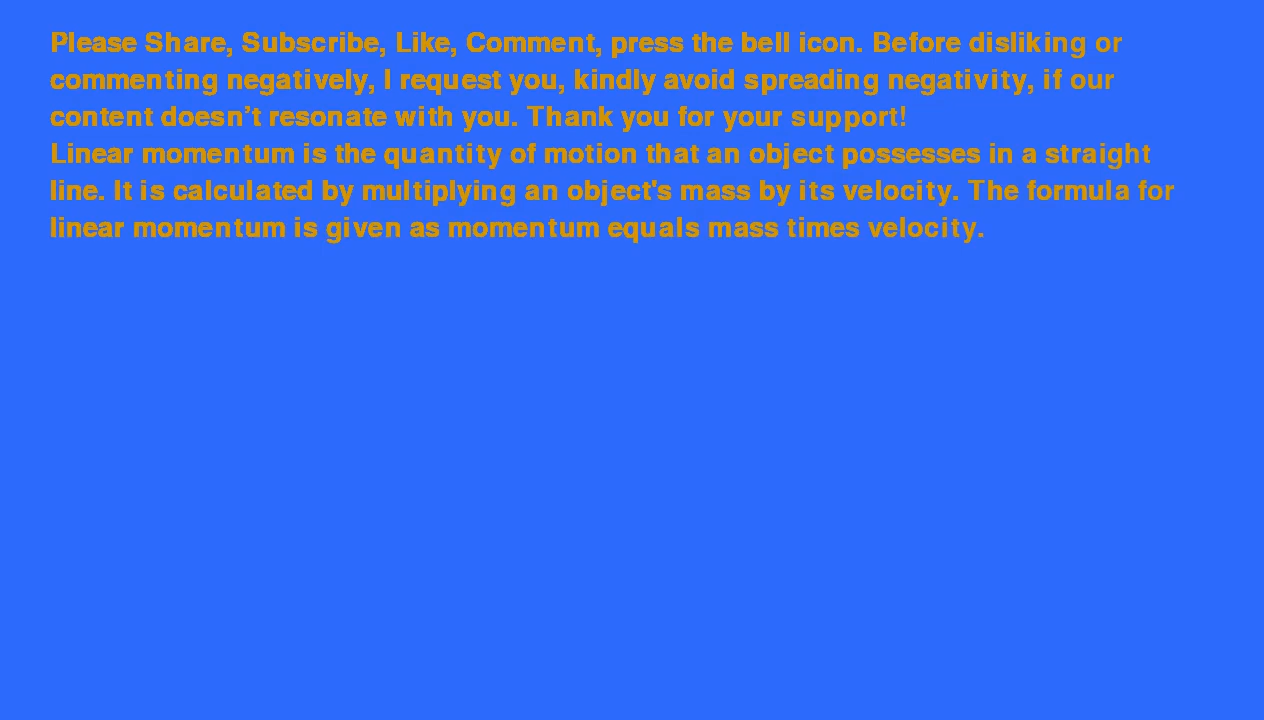 Please Share, Subscribe, Like, Comment, press the bell icon. Before disliking or
commenting negatively, I request you, kindly avoid spreading negativity, if our
content doesn’t resonate with you. Thank you for your support!
Linear momentum is the quantity of motion that an object possesses in a straight
line. It is calculated by multiplying an object's mass by its velocity. The formula for
linear momentum is given as momentum equals mass times velocity.